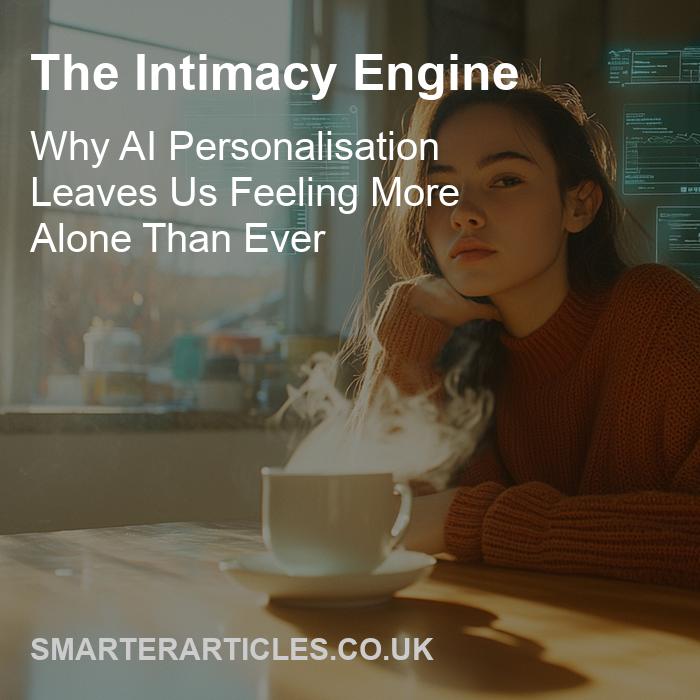 The Intimacy Engine
Why AI Personalisation
Leaves Us Feeling More
Alone Than Ever
SMARTERARTICLES.CO.UK